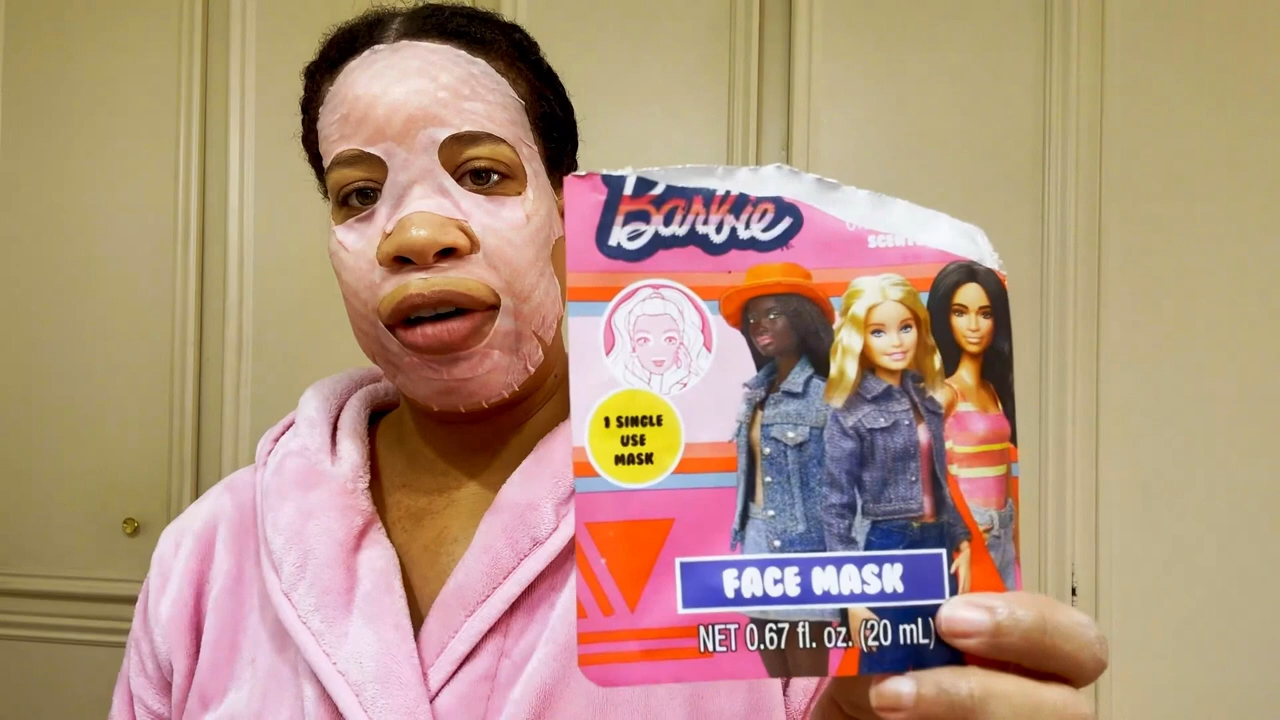 Barbie
1 SINGLE
USE
MASK
FACE MASK
NET 0.67 fl. oz. (20 mL)